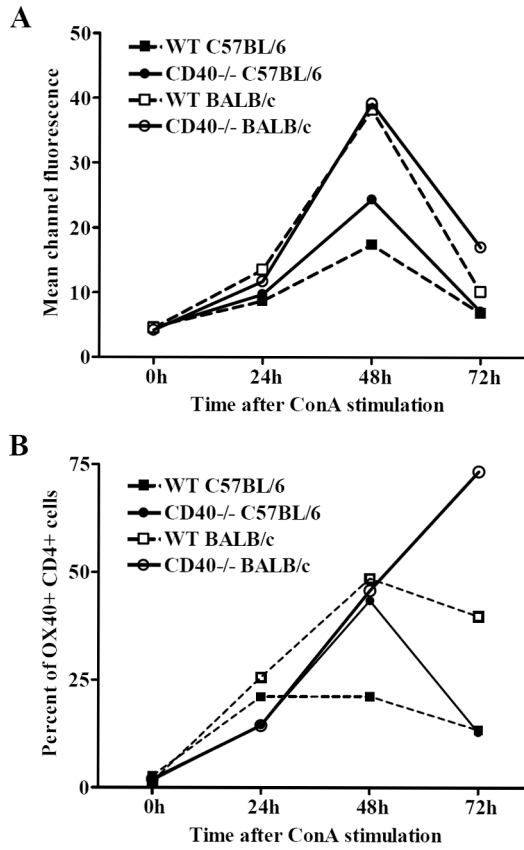 A
50
40
30
20
10
0
Mean channel fluorescence
WT C57BL/6
CD40-/- C57BL/6
WT BALB/c
CD40-/- BALB/c
0h 24h 48h 72h
Time after ConA stimulation
B
75
50
25
0
Percent of OX40+ CD4+ cells
WT C57BL/6
CD40-/- C57BL/6
WT BALB/c
CD40-/- BALB/c
0h 24h 48h 72h
Time after ConA stimulation